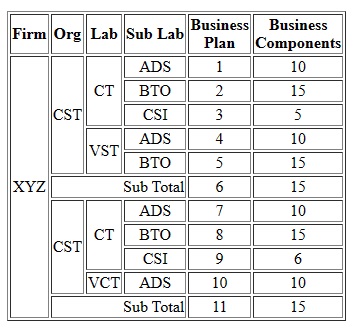 Firm Org Lab Sub Lab Business Plan Business Components
XYZ CST CT ADS 1 10
BTO 2 15
CSI 3 5
VST ADS 4 10
BTO 5 15
Sub Total 6 15
CST CT ADS 7 10
BTO 8 15
CSI 9 6
VCT ADS 10 10
Sub Total 11 15